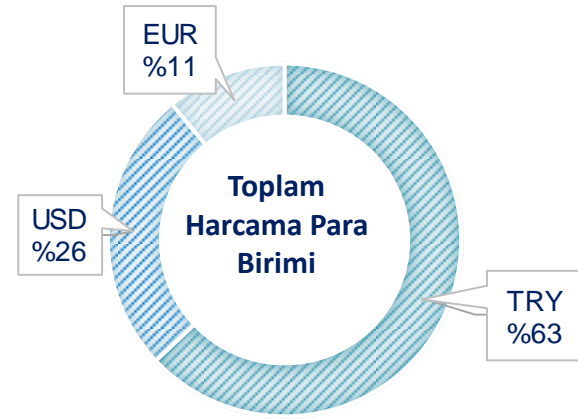 EUR
%11
Toplam
Harcama Para
Birimi
USD
%26
TRY
%63